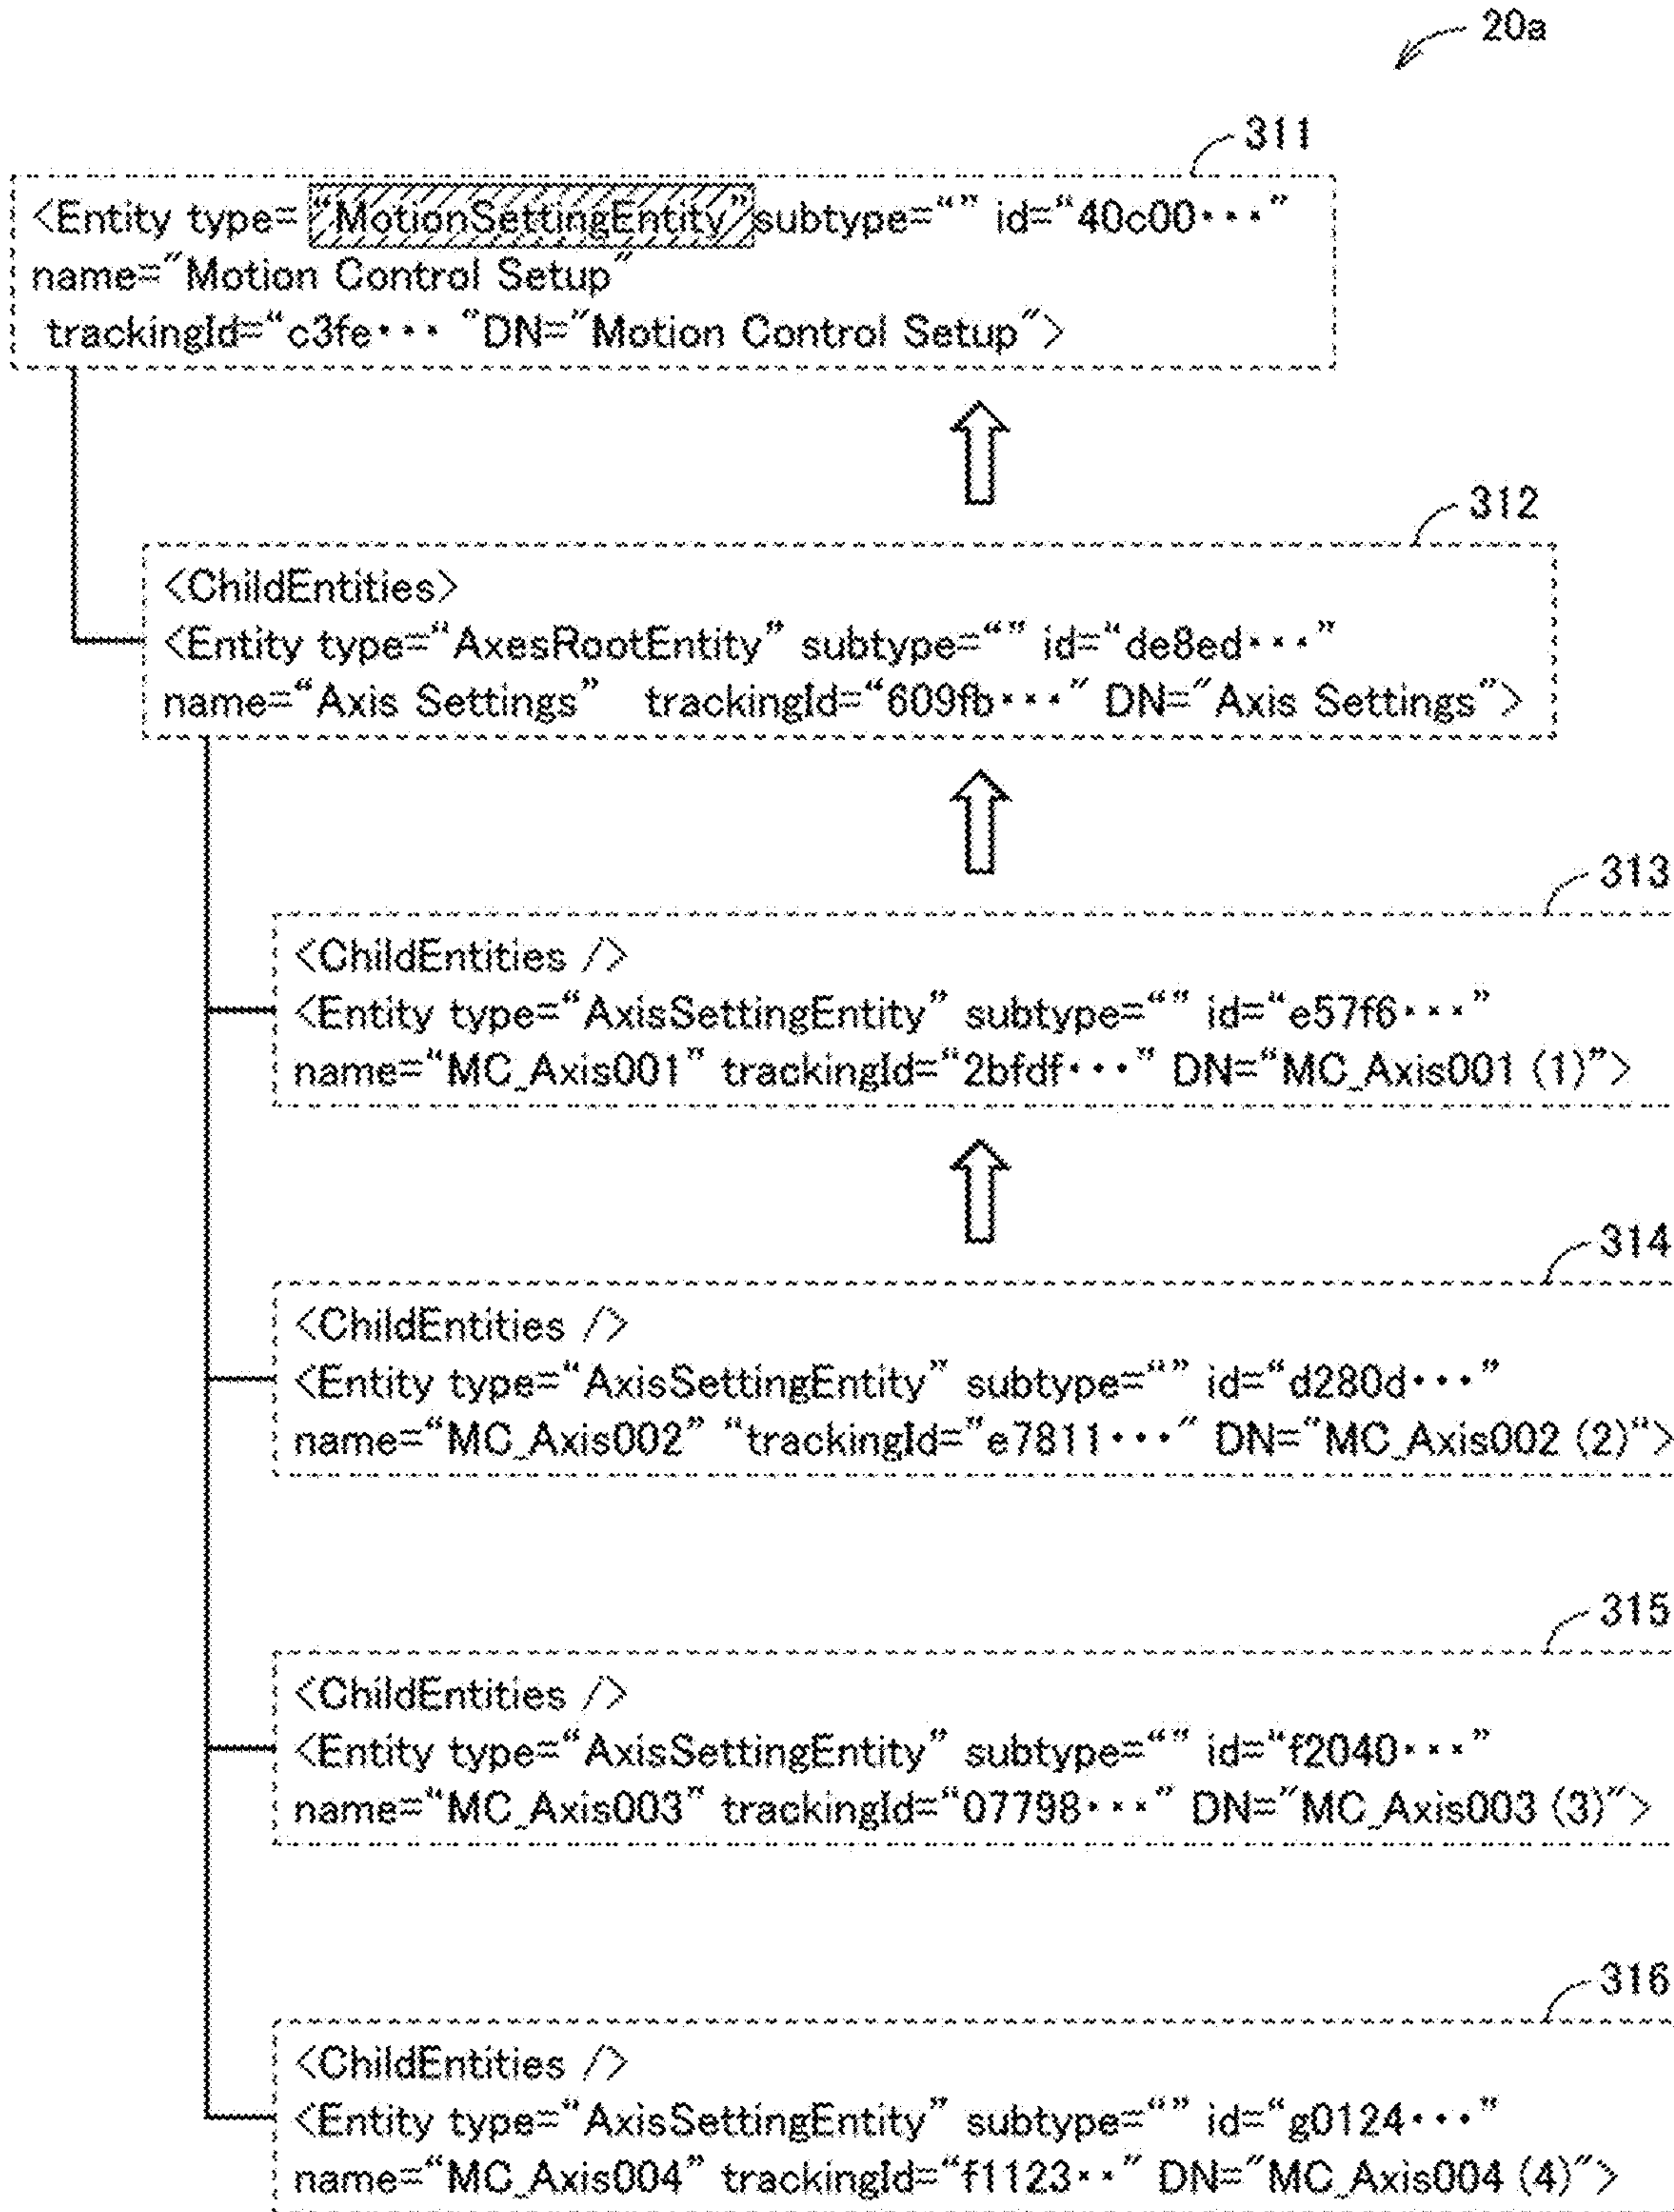 20a
311
<Entity type= “MotionSettingEntity” subtype=“” id=“40c00･･･”
name=″Motion Control Setup″
trackingId=“c3fe･･･ ″DN=″Motion Control Setup″>
312
<ChildEntities>
<Entity type=“AxesRootEntity” subtype=“” id=“de8ed･･･”
name=“Axis Settings” trackingId=“609fb･･･″ DN=″Axis Settings″>
313
<ChildEntities />
<Entity type=“AxisSettingEntity” subtype=“” id=“e57f6･･･”
name=“MC_Axis001” trackingId=“2bfdf･･･” DN=“MC_Axis001 (1)”>
314
<ChildEntities />
<Entity type=“AxisSettingEntity” subtype=“” id=“d280d･･･”
name=“MC_Axis002” “trackingId=″e7811･･･″ DN=″MC_Axis002 (2)“>
315
<ChildEntities />
<Entity type=“AxisSettingEntity” subtype=“” id=“f2040･･･”
name=“MC_Axis003” trackingId=“07798･･･” DN=″MC_Axis003 (3)″>
316
<ChildEntities />
<Entity type=“AxisSettingEntity” subtype=“” id=“g0124･･･”
name=“MC_Axis004” trackingId=“f1123･･” DN=″MC_Axis004 (4)″>